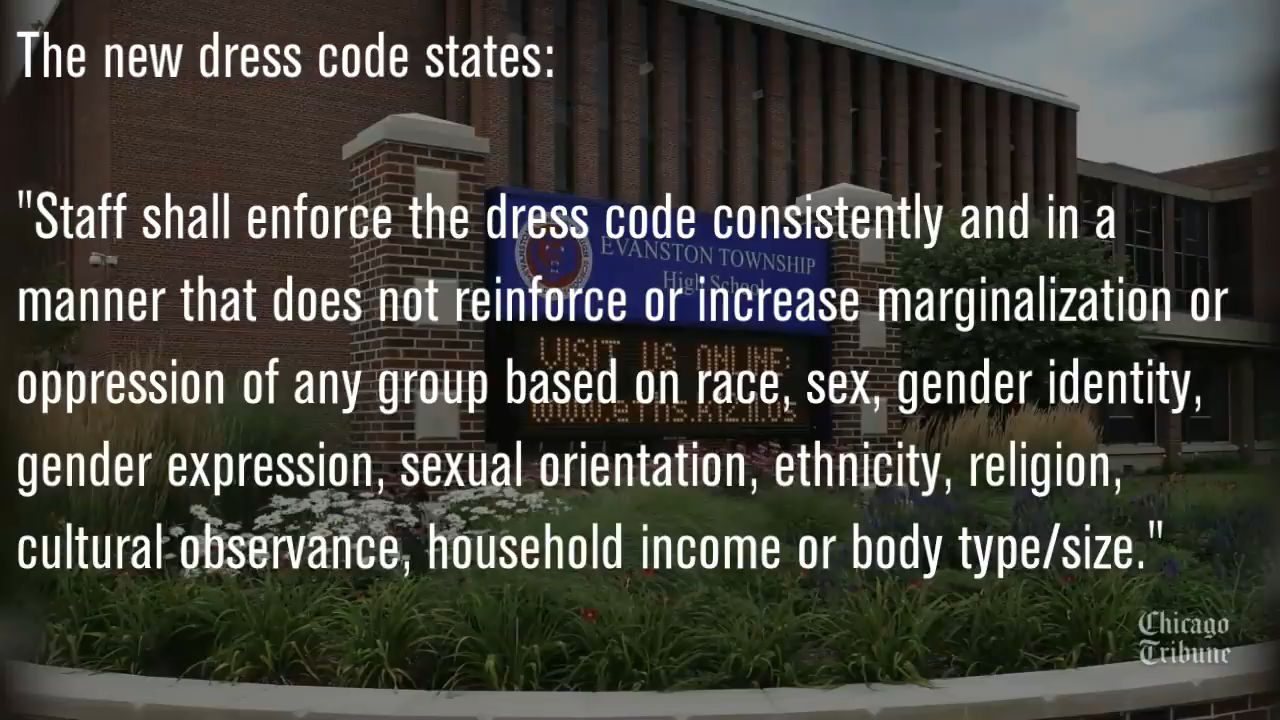 The new dress code states:
"Staff shall enforce the dress code consistently and in a
manner that does not reinforce or increase marginalization or
oppression of any group based on race, sex, gender identity,
gender expression, sexual orientation, ethnicity, religion,
cultural observance, household income or body type/size."
EVANSTON TOWNSHIP
High School
VISIT US ONLINE:
Chicago
Tribune